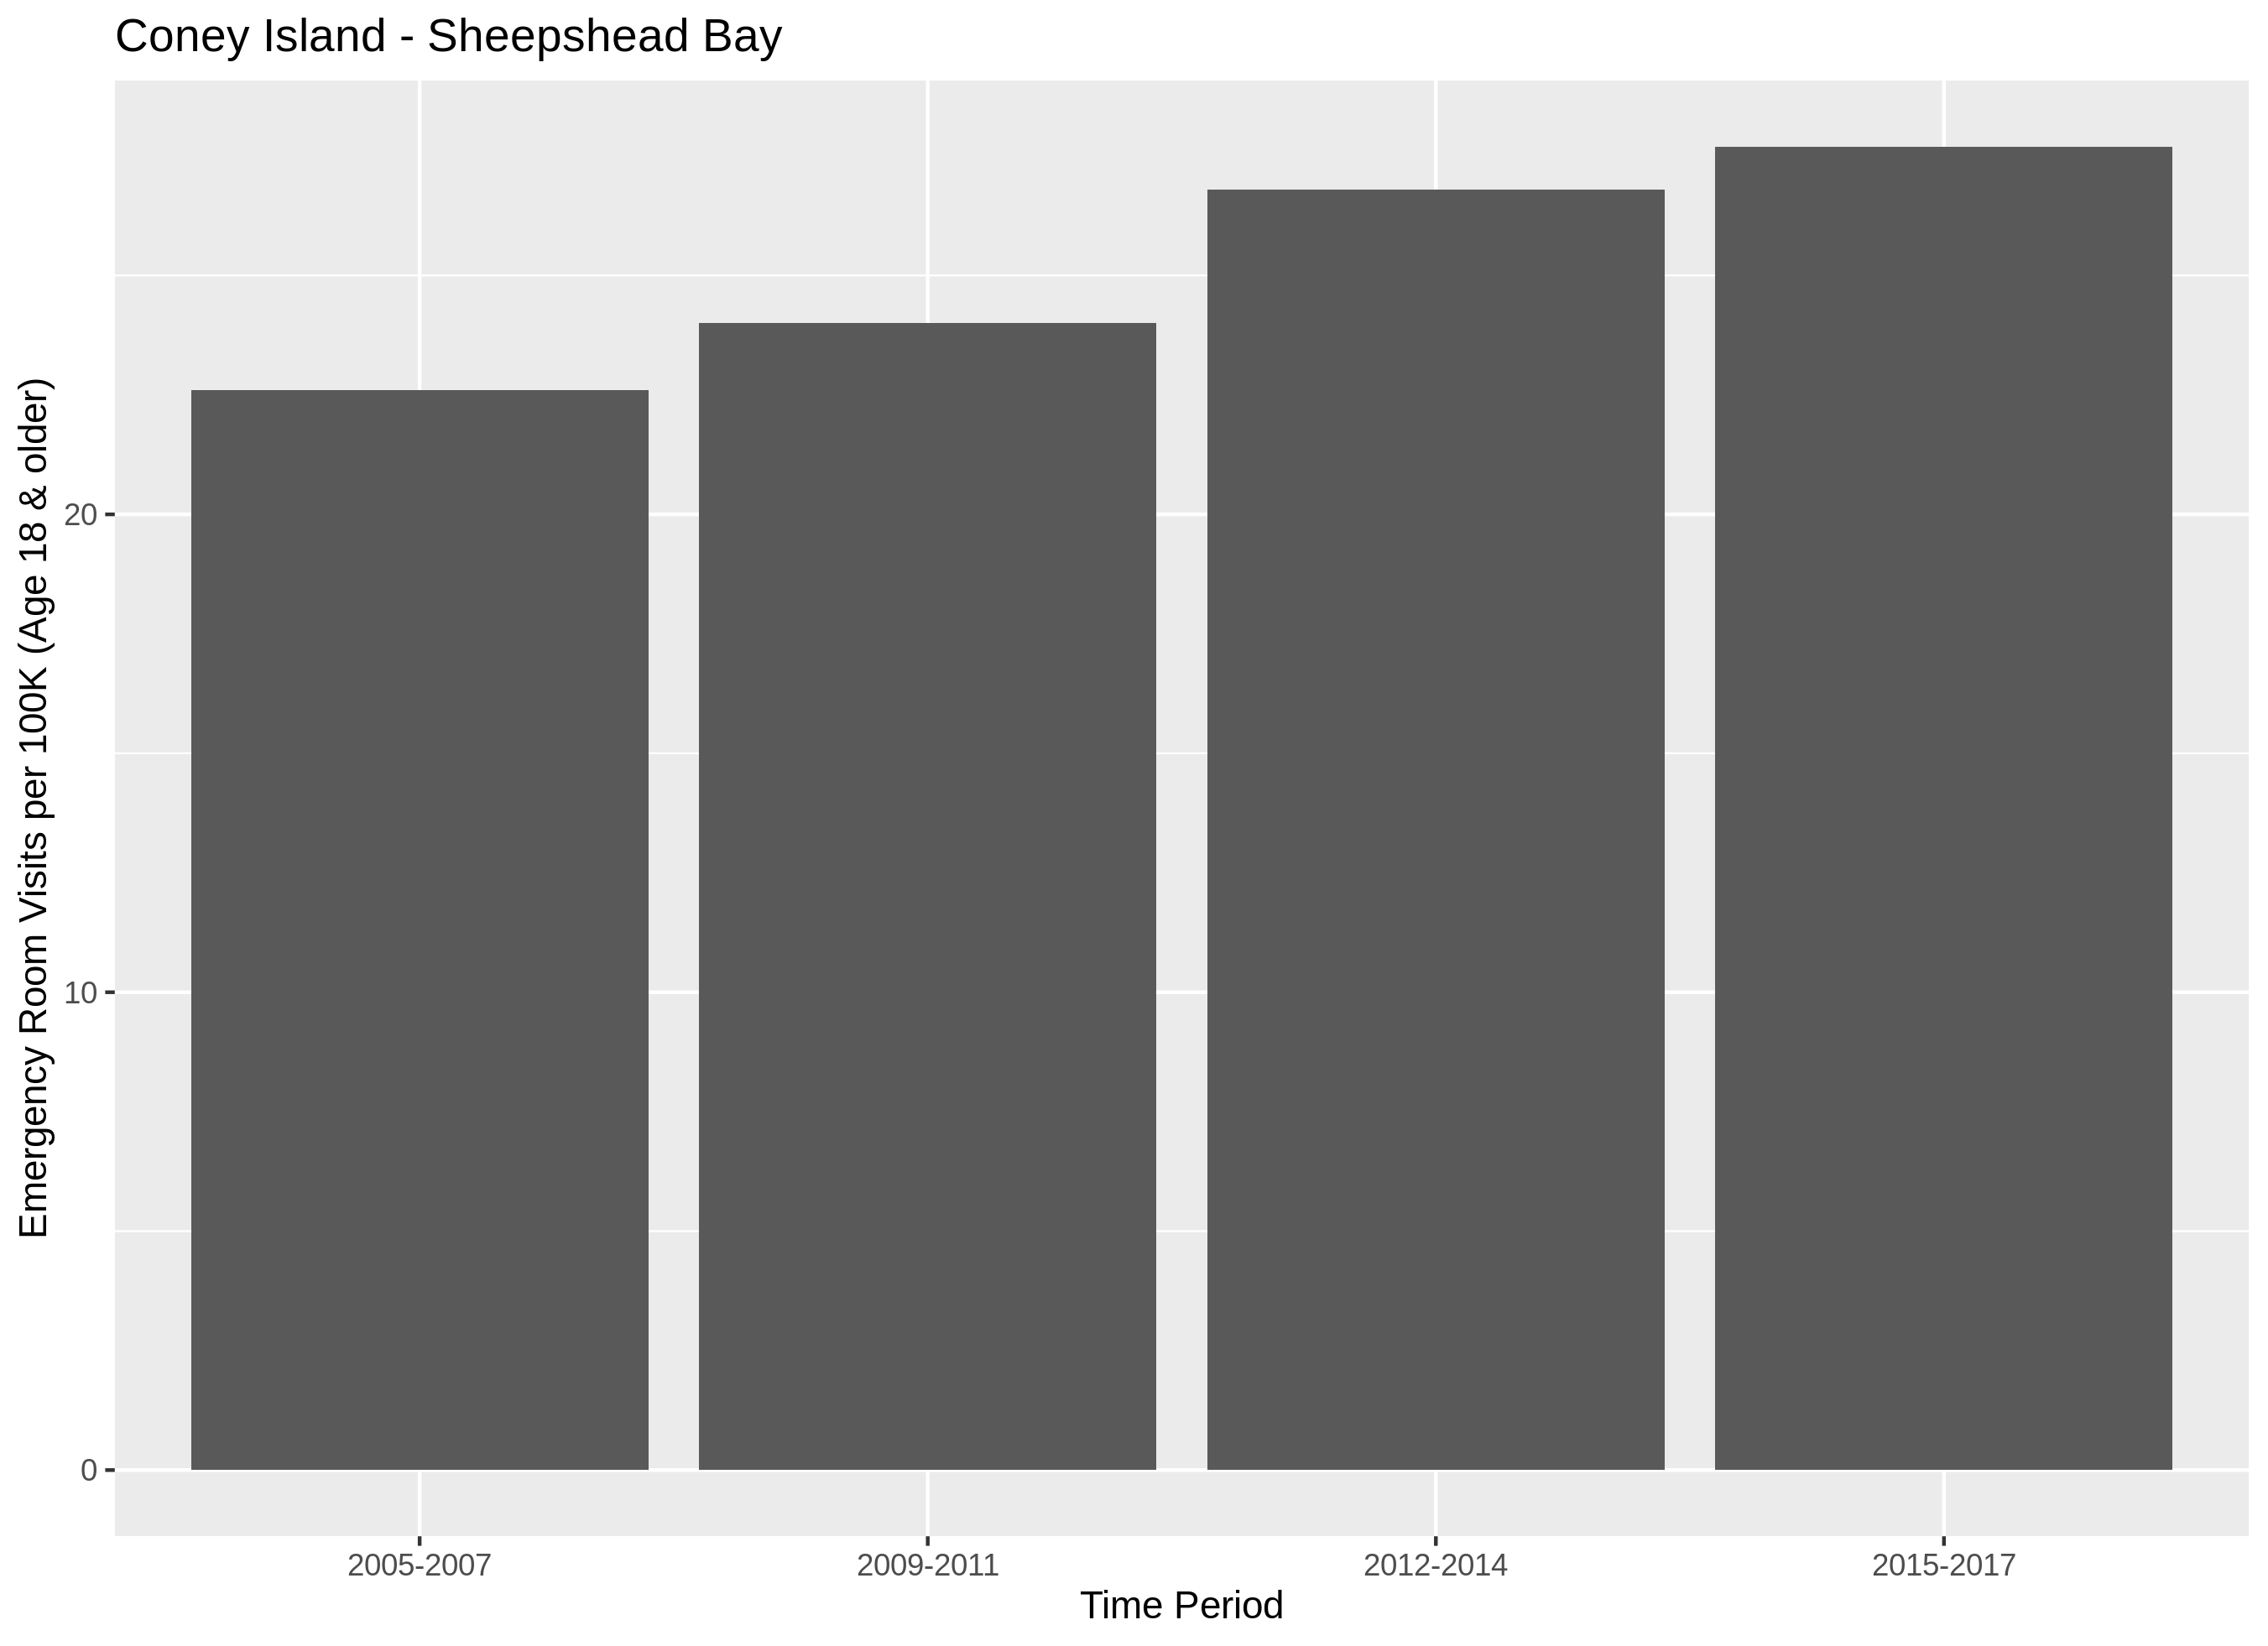 Coney Island - Sheepshead Bay
Emergency Room Visits per 100K (Age 18 & older)
20
10
0
2005-2007
2009-2011
2012-2014
2015-2017
Time Period